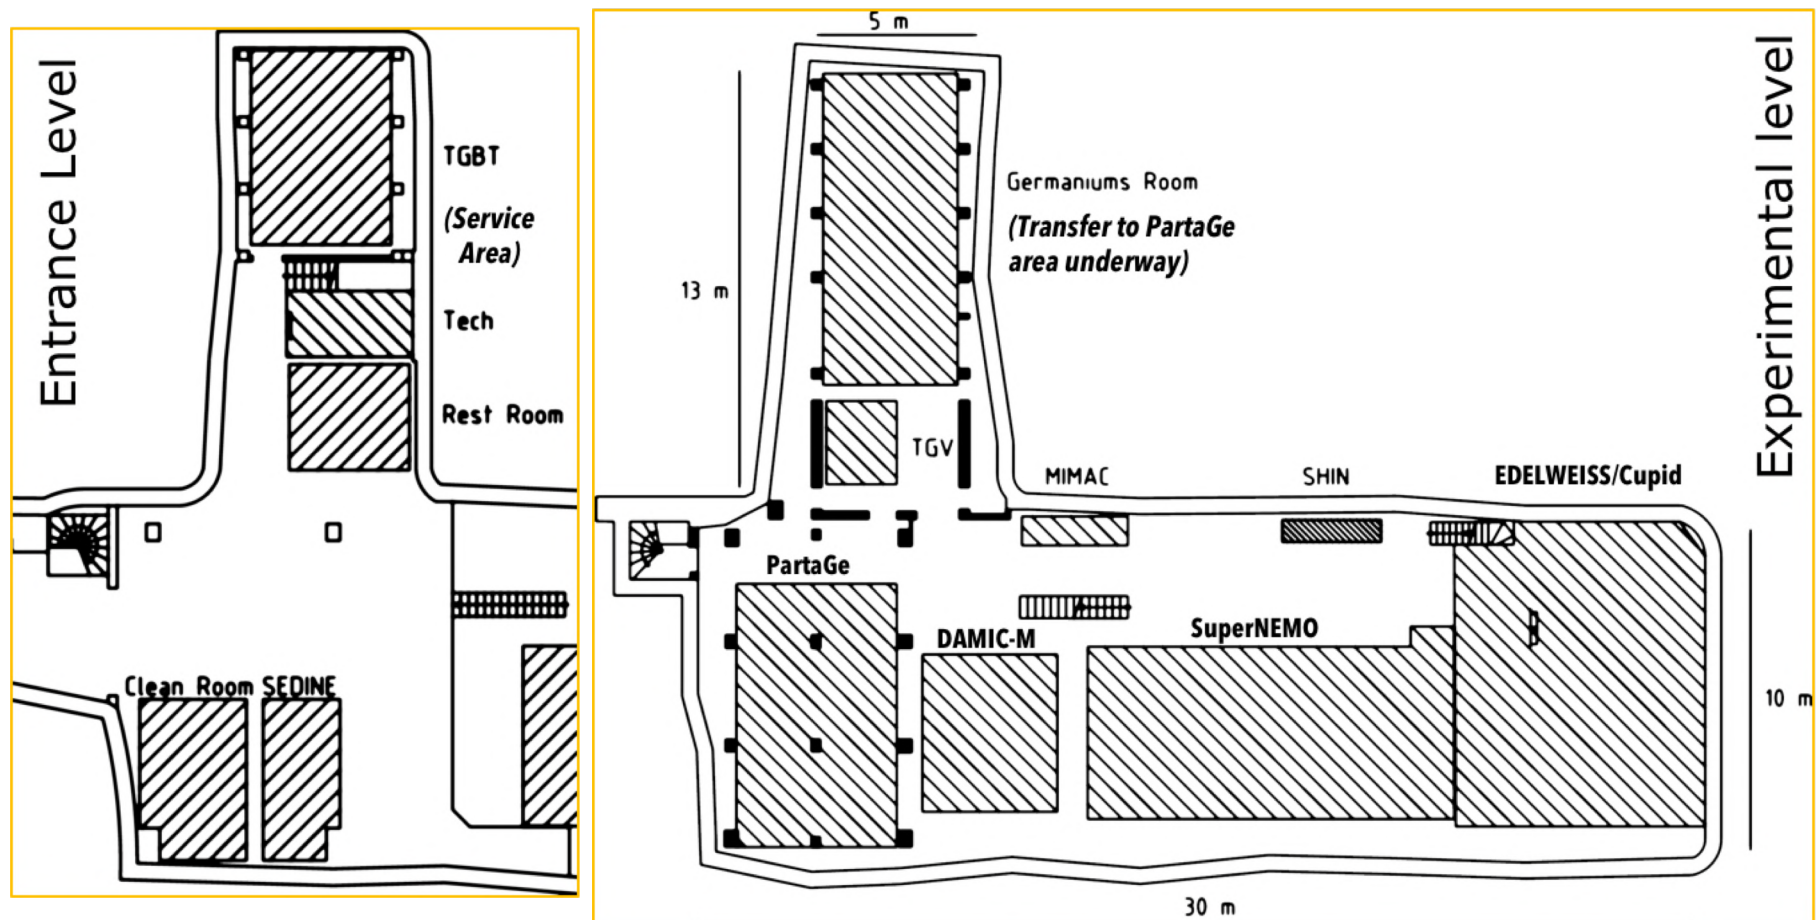 Entrance Level
TGBT
(Service
Area)
Tech
Rest Room
Clean Room
SEDINE
5 m
13 m
Germaniums Room
(Transfer to PartaGe
area underway)
TGV
MIMAC
SHIN
EDELWEISS/Cupid
PartaGe
DAMIC-M
SuperNEMO
10 m
30 m
Experimental level